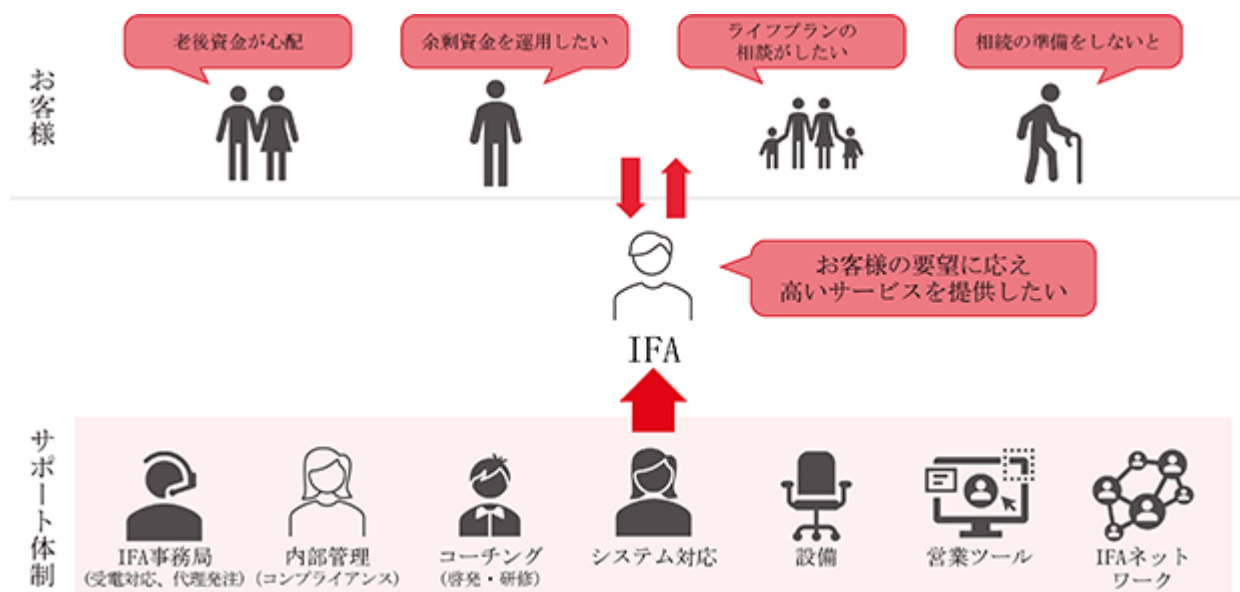 老後資金が心配
余剰資金を運用したい
ライフプランの
相談がしたい
相続の準備をしないと
お客様
お客様の要望に応え
高いサービスを提供したい
IFA
サポート体制
IFA事務局
(受電対応、代理発注)
内部管理
(コンプライアンス)
コーチング
(啓発・研修)
システム対応
設備
営業ツール
IFAネット
ワーク